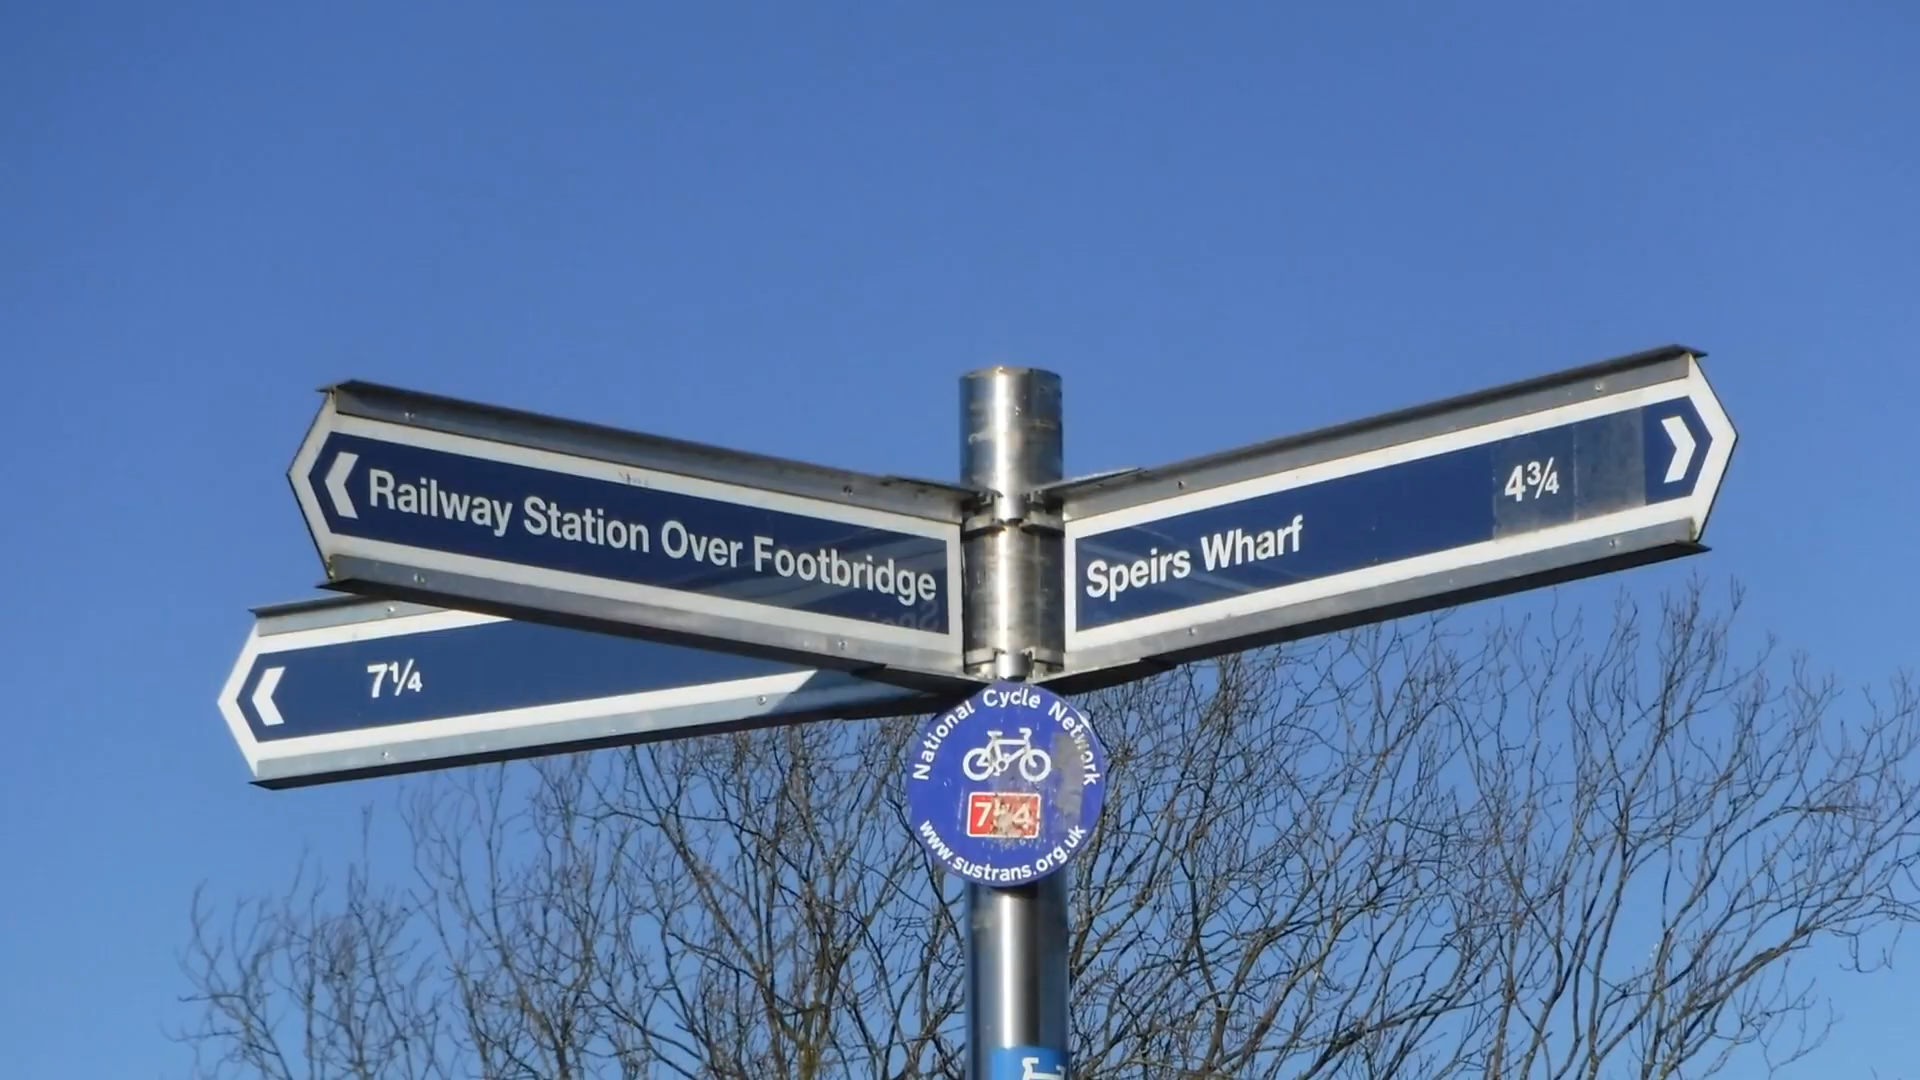 Railway Station Over Footbridge
Speirs Wharf 4¾
7¼
National Cycle Network
www.sustrans.org.uk